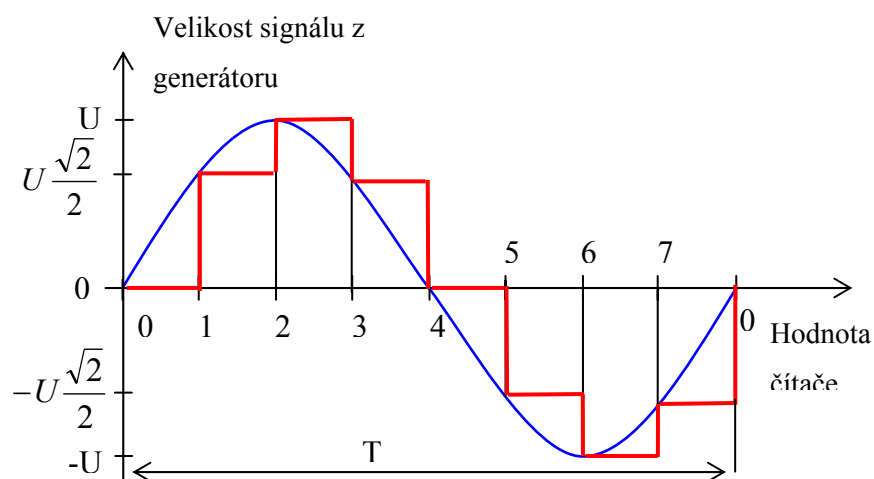 Velikost signálu z
generátoru
U
U√2/2
0
-U√2/2
-U
0 1 2 3 4
5 6 7
0
Hodnota
čítače
T